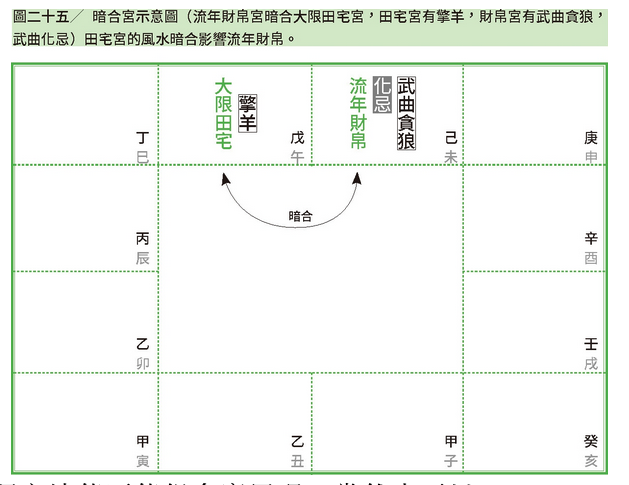 圖二十五╱ 暗合宮示意圖（流年財帛宮暗合大限田宅宮，田宅宮有擎羊，財帛宮有武曲貪狼，
武曲化忌）田宅宮的風水暗合影響流年財帛。
大限田宅
擎羊
流年財帛
化忌
武曲貪狼
丁
巳
戊
午
己
未
庚
申
暗合
丙
辰
辛
酉
乙
卯
壬
戌
甲
寅
乙
丑
甲
子
癸
亥